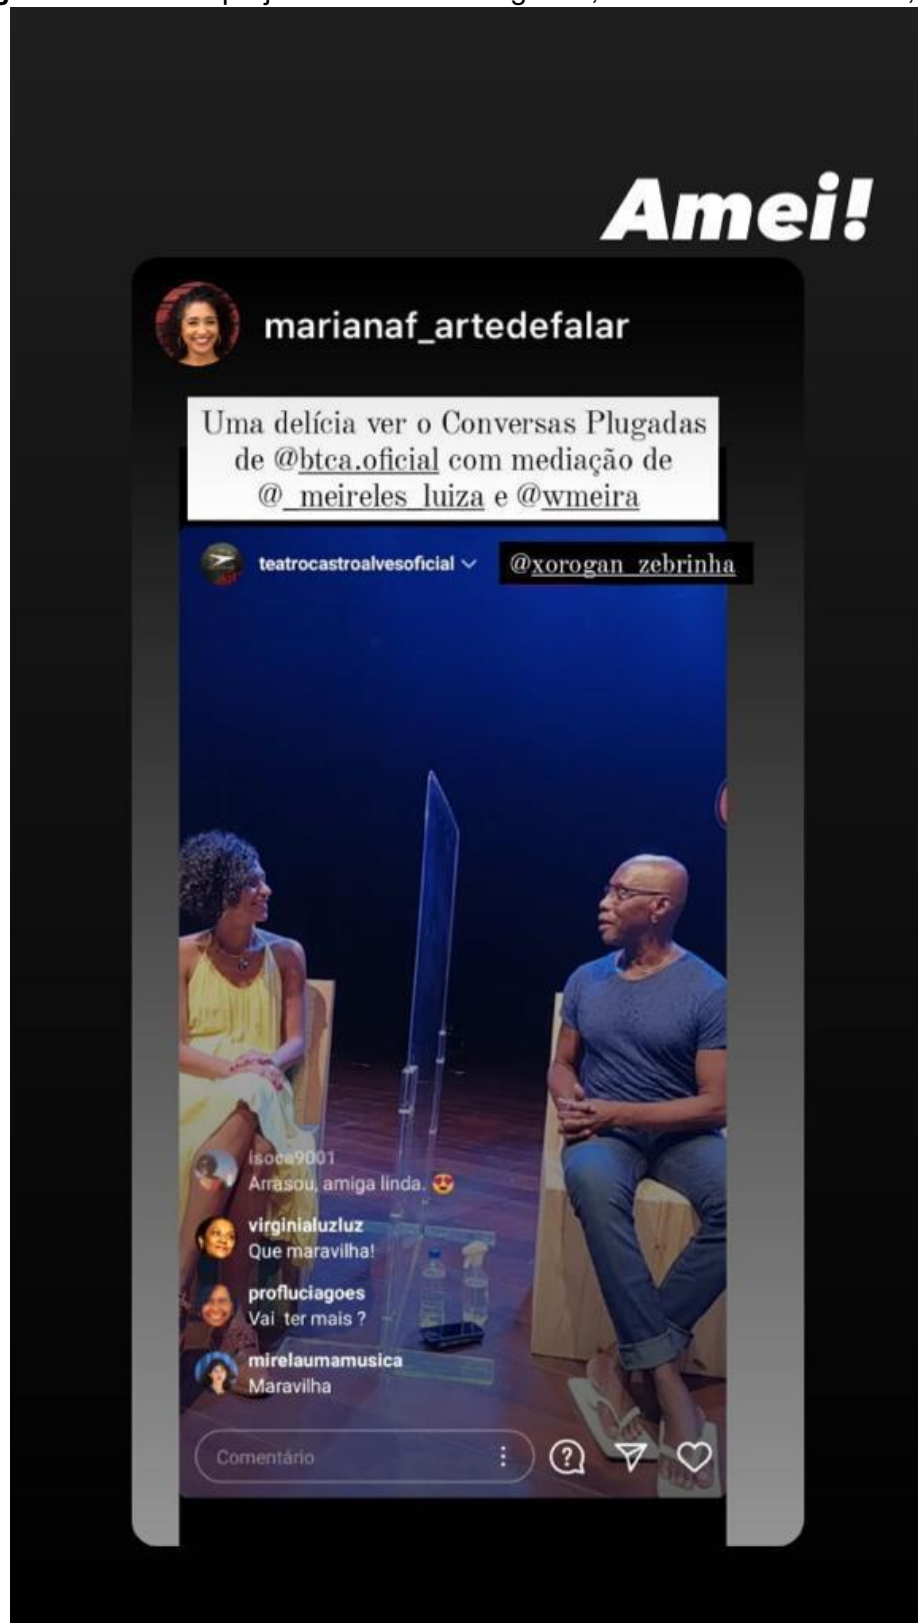 Amei!
marianaf_artedefalar
Uma delícia ver o Conversas Plugadas
de @btca.oficial com mediação de
@_meireles_luiza e @wmeira
teatrocastroalvesoficial
@xorogan_zebrinha
isoca9001
Arrasou, amiga linda. 😍
virginialuzluz
Que maravilha!
profluciagoes
Vai ter mais ?
mirelaumamusica
Maravilha
Comentário